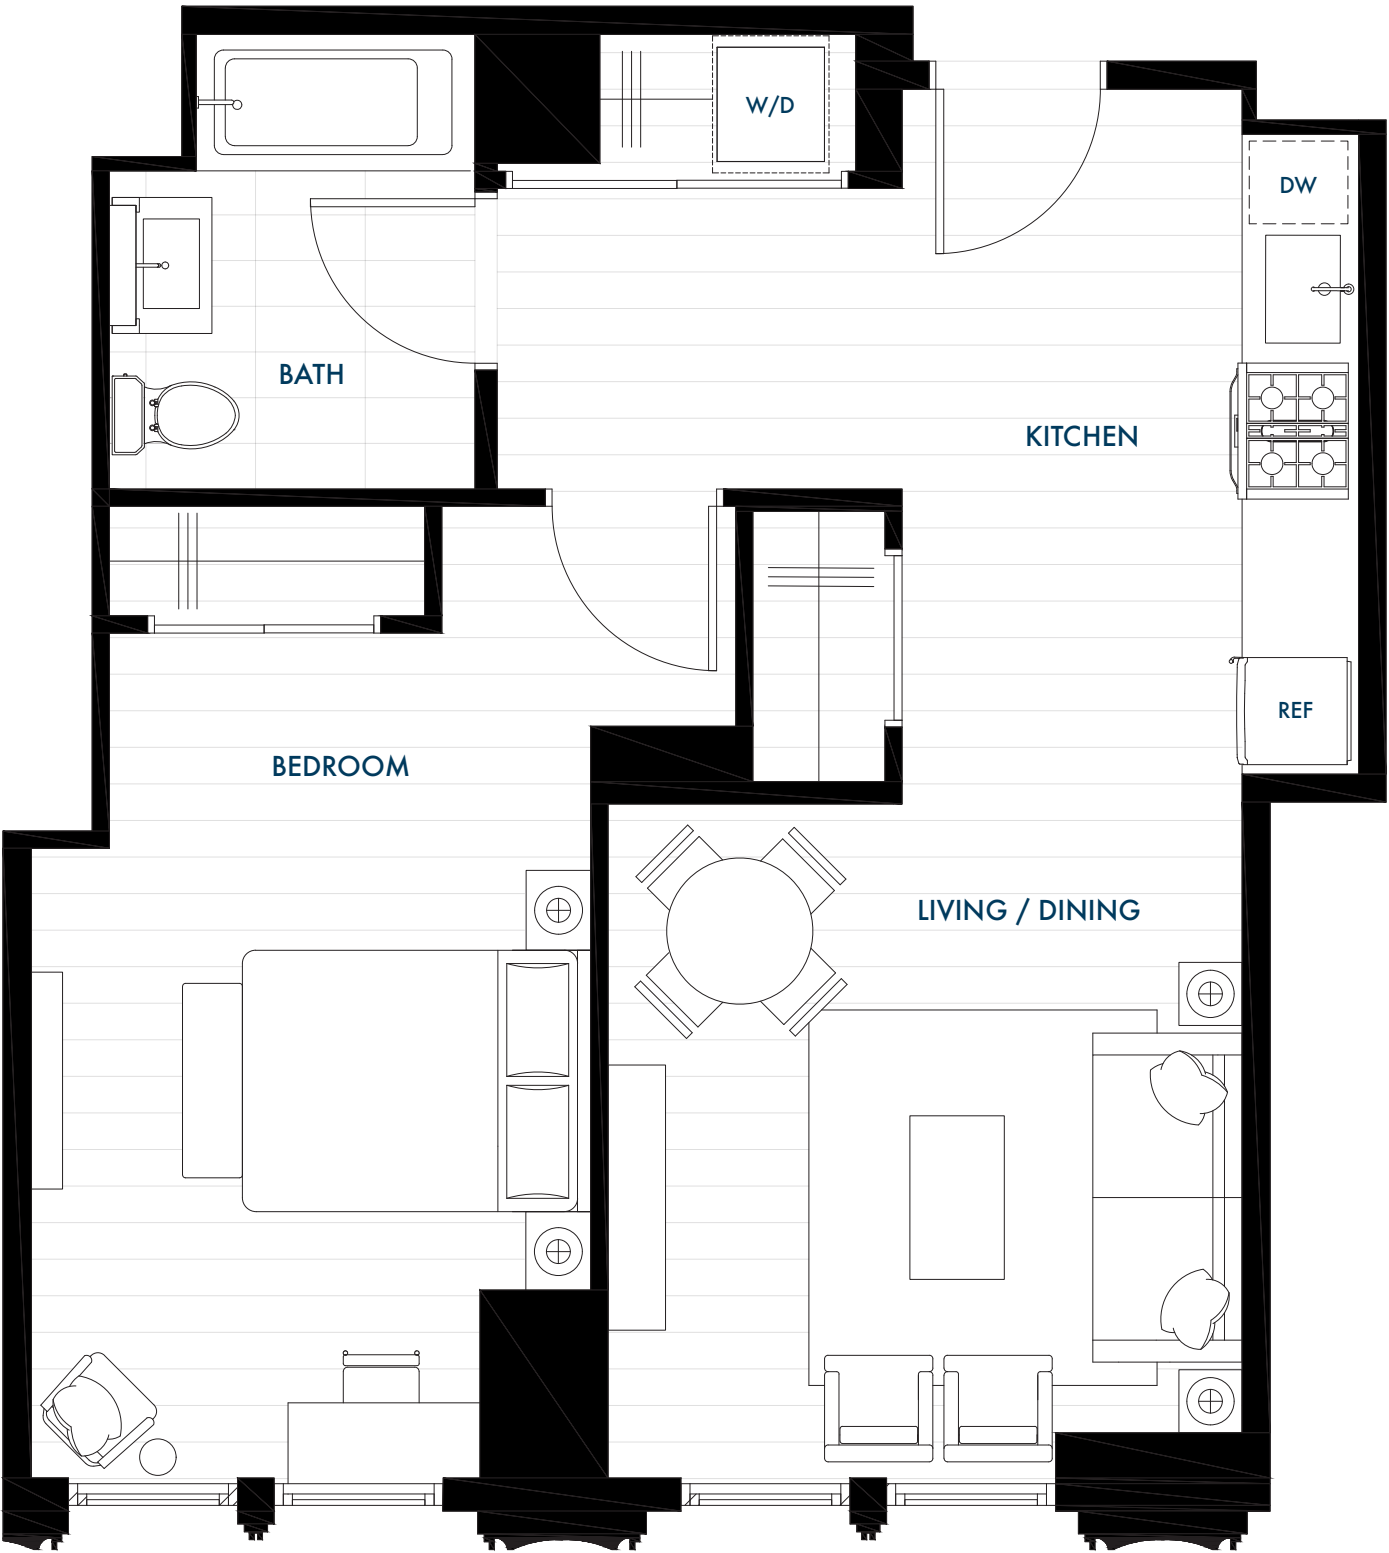 W/D
DW
BATH
KITCHEN
REF
BEDROOM
LIVING / DINING